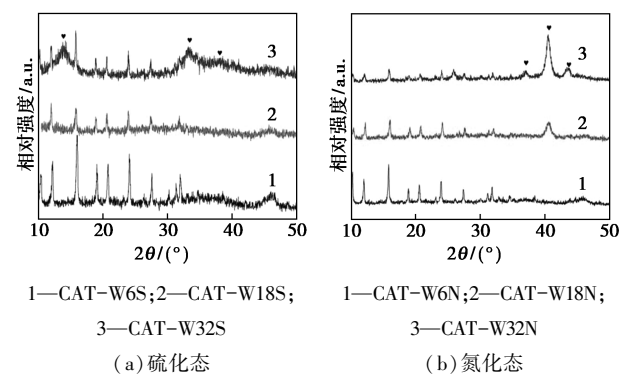 相对强度/a.u.
3
2
1
10 20 30 40 50
2θ/(°)
1—CAT-W6S;2—CAT-W18S;
3—CAT-W32S
(a)硫化态
相对强度/a.u.
3
2
1
10 20 30 40 50
2θ/(°)
1—CAT-W6N;2—CAT-W18N;
3—CAT-W32N
(b)氮化态